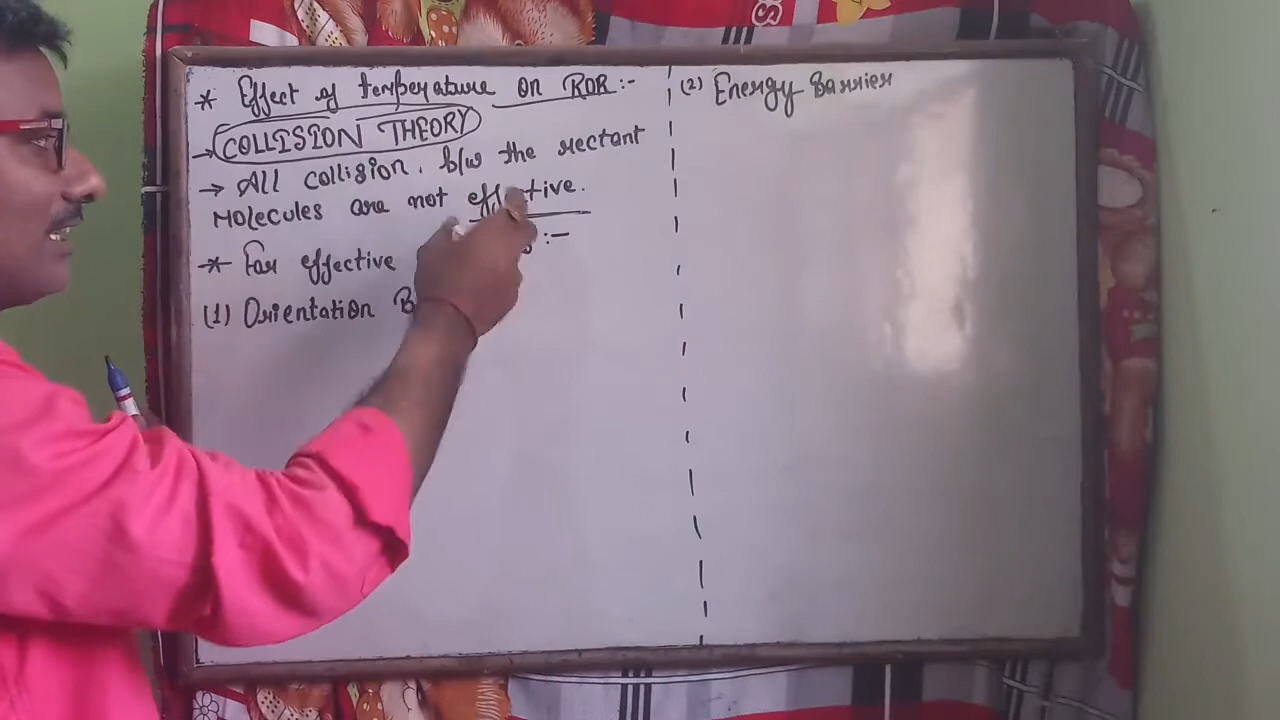 * Effect of temperature on ROR:-
→ COLLISION THEORY
→ All collision. b/w the rectant
Molecules are not effective.
* For effective :-
(1) Orientation B
(2) Energy Barrier